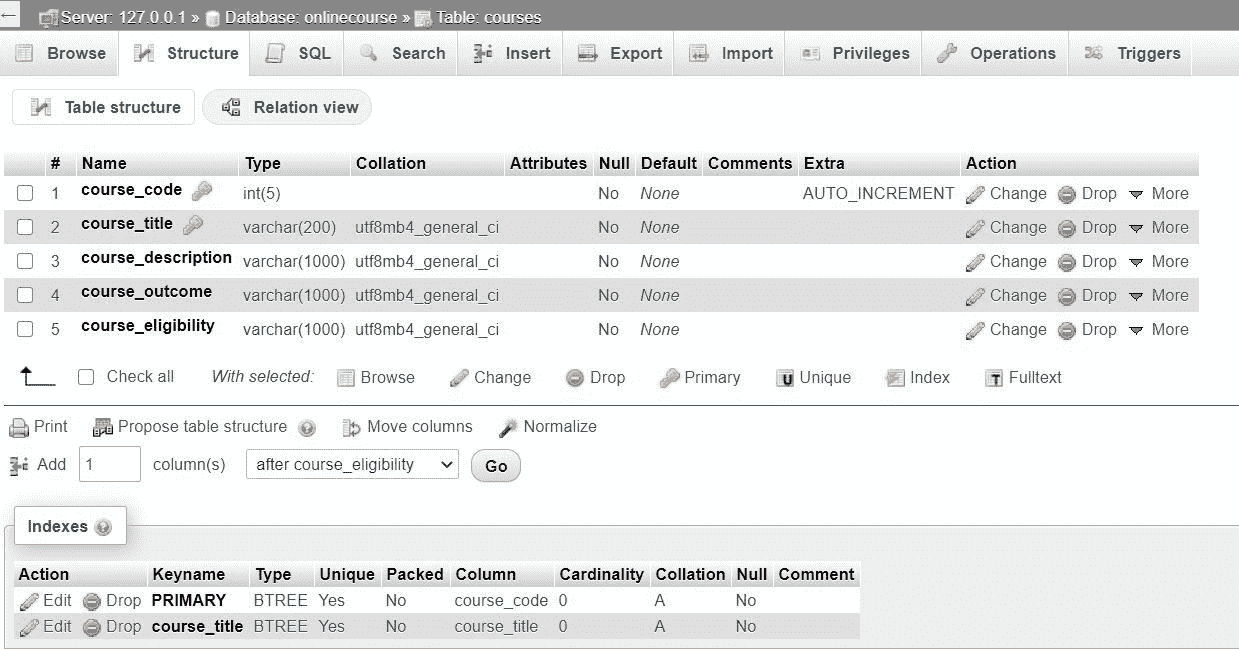 Server: 127.0.0.1 » Database: onlinecourse » Table: courses
Browse Structure SQL Search Insert Export Import Privileges Operations Triggers
Table structure Relation view
# Name Type Collation Attributes Null Default Comments Extra Action
1 course_code int(5) No None AUTO_INCREMENT Change Drop More
2 course_title varchar(200) utf8mb4_general_ci No None Change Drop More
3 course_description varchar(1000) utf8mb4_general_ci No None Change Drop More
4 course_outcome varchar(1000) utf8mb4_general_ci No None Change Drop More
5 course_eligibility varchar(1000) utf8mb4_general_ci No None Change Drop More
Check all With selected: Browse Change Drop Primary Unique Index Fulltext
Print Propose table structure Move columns Normalize
Add 1 column(s) after course_eligibility Go
Indexes
Action Keyname Type Unique Packed Column Cardinality Collation Null Comment
Edit Drop PRIMARY BTREE Yes No course_code 0 A No
Edit Drop course_title BTREE Yes No course_title 0 A No